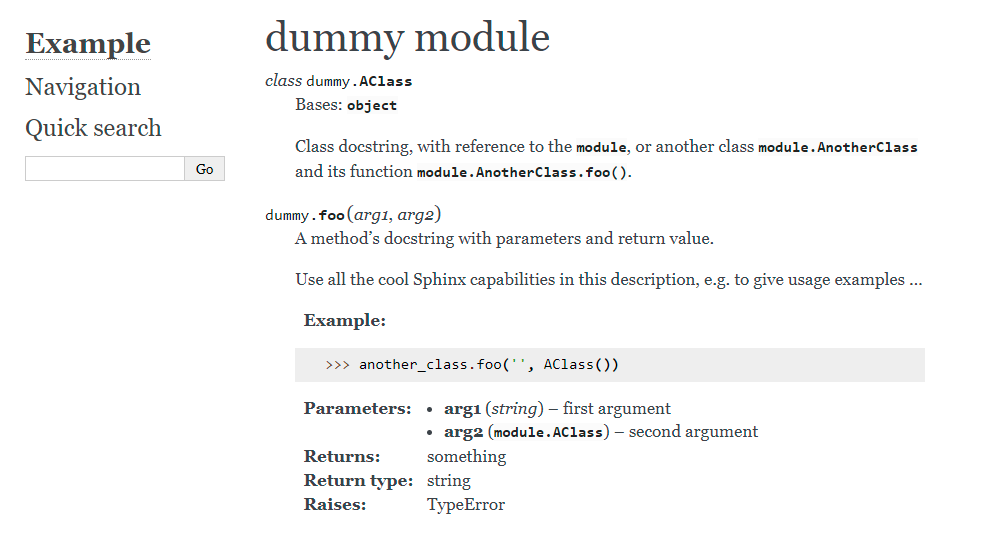 Example
Navigation
Quick search
Go
dummy module
class dummy.AClass
Bases: object
Class docstring, with reference to the module, or another class module.AnotherClass
and its function module.AnotherClass.foo().
dummy.foo(arg1, arg2)
A method’s docstring with parameters and return value.
Use all the cool Sphinx capabilities in this description, e.g. to give usage examples ...
Example:
>>> another_class.foo('', AClass())
Parameters: • arg1 (string) – first argument
• arg2 (module.AClass) – second argument
Returns: something
Return type: string
Raises: TypeError